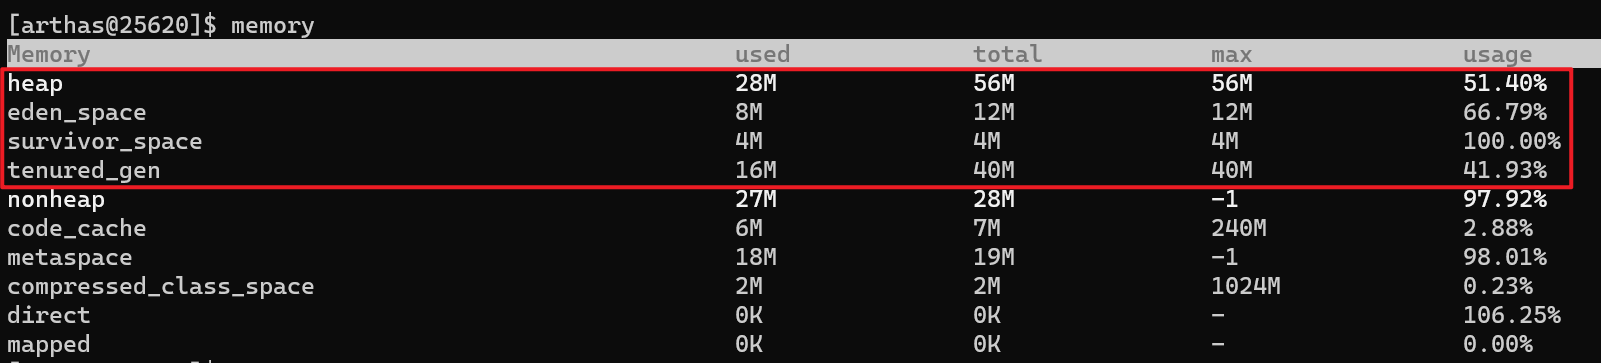 [arthas@25620]$ memory
Memory used total max usage
heap 28M 56M 56M 51.40%
eden_space 8M 12M 12M 66.79%
survivor_space 4M 4M 4M 100.00%
tenured_gen 16M 40M 40M 41.93%
nonheap 27M 28M -1 97.92%
code_cache 6M 7M 240M 2.88%
metaspace 18M 19M -1 98.01%
compressed_class_space 2M 2M 1024M 0.23%
direct 0K 0K - 106.25%
mapped 0K 0K - 0.00%